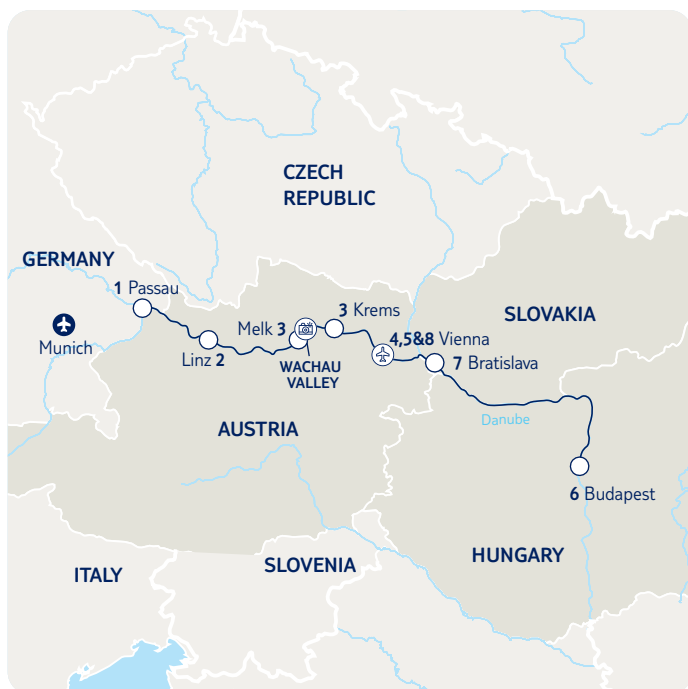 CZECH
REPUBLIC
GERMANY
1 Passau
SLOVAKIA
3 Krems
Melk 3
4,5&8 Vienna
Munich
Linz 2
7 Bratislava
WACHAU
VALLEY
Danube
AUSTRIA
6 Budapest
HUNGARY
SLOVENIA
ITALY